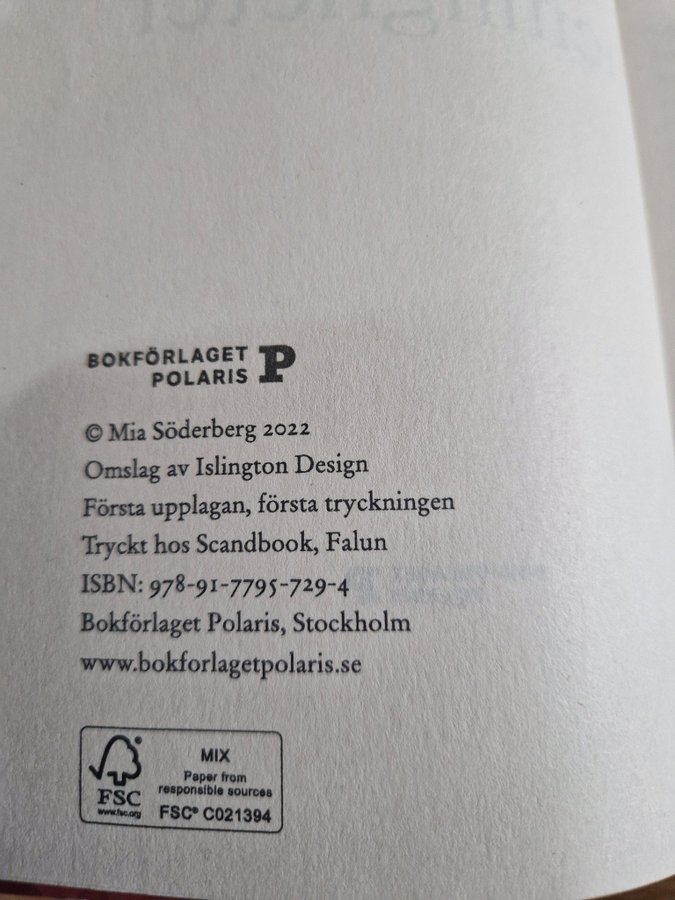 BOKFÖRLAGET
POLARIS P
© Mia Söderberg 2022
Omslag av Islington Design
Första upplagan, första tryckningen
Tryckt hos Scandbook, Falun
ISBN: 978-91-7795-729-4
Bokförlaget Polaris, Stockholm
www.bokforlagetpolaris.se
MIX
Paper from
responsible sources
FSC® C021394
FSC
www.fsc.org